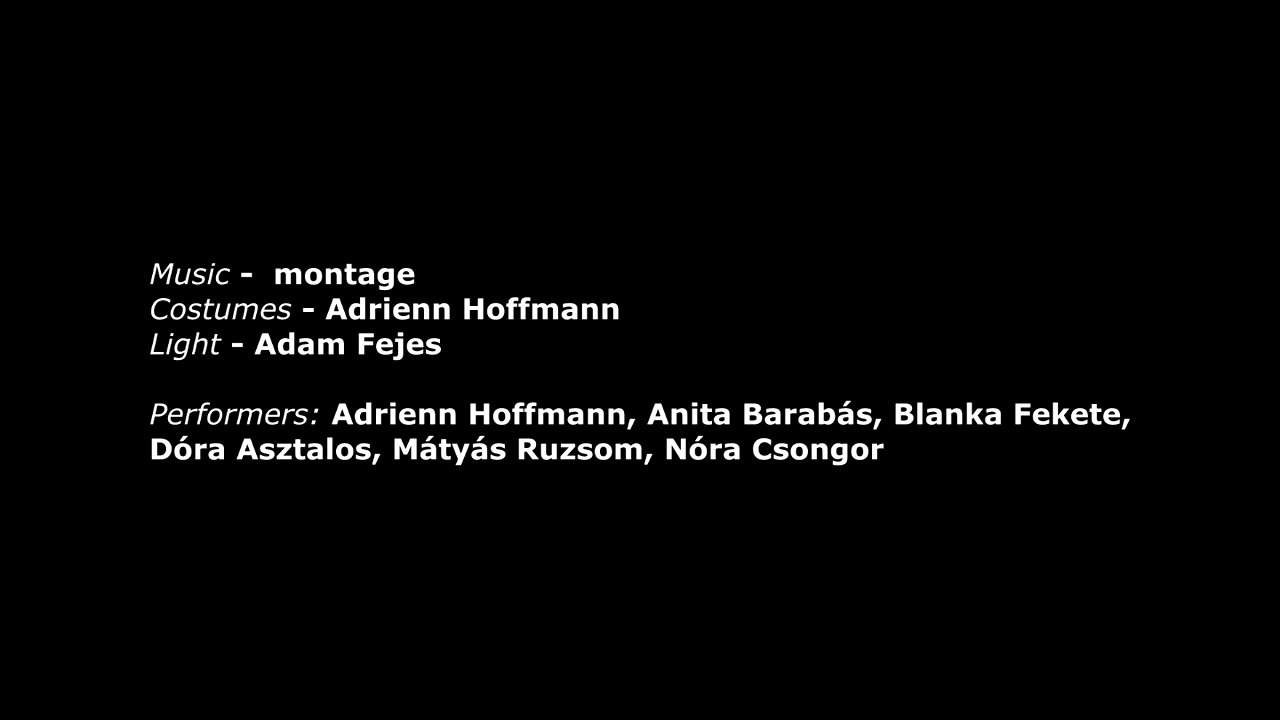 Music -  montage
Costumes - Adrienn Hoffmann
Light - Adam Fejes
Performers: Adrienn Hoffmann, Anita Barabás, Blanka Fekete,
Dóra Asztalos, Mátyás Ruzsom, Nóra Csongor